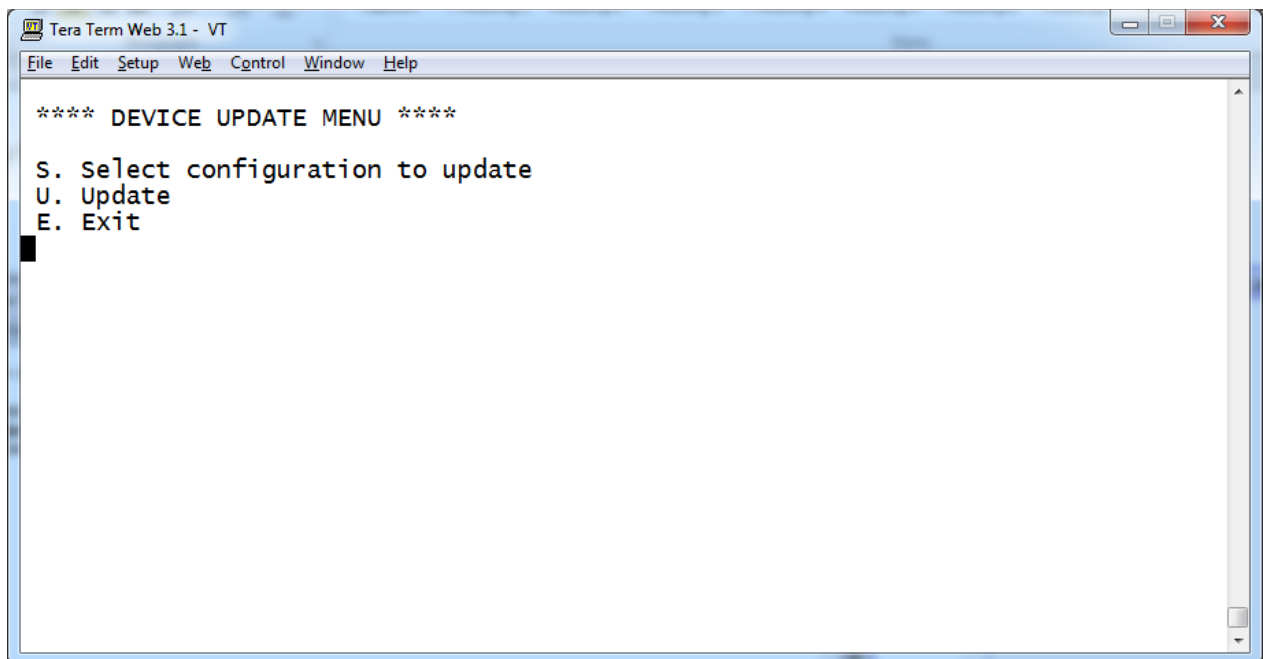 Tera Term Web 3.1 - VT
File Edit Setup Web Control Window Help
**** DEVICE UPDATE MENU ****
S. Select configuration to update
U. Update
E. Exit